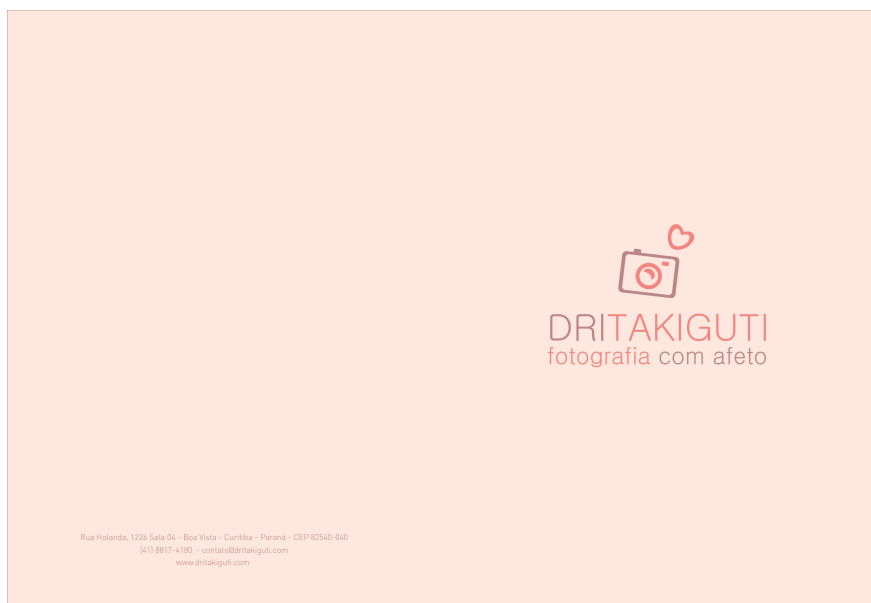 DRITAKIGUTI
fotografia com afeto
Rua Holanda, 1226 Sala 04 - Boa Vista - Curitiba - Paraná - CEP 82540-040
(41) 8817-4180 - contato@dritakiguti.com
www.dritakiguti.com